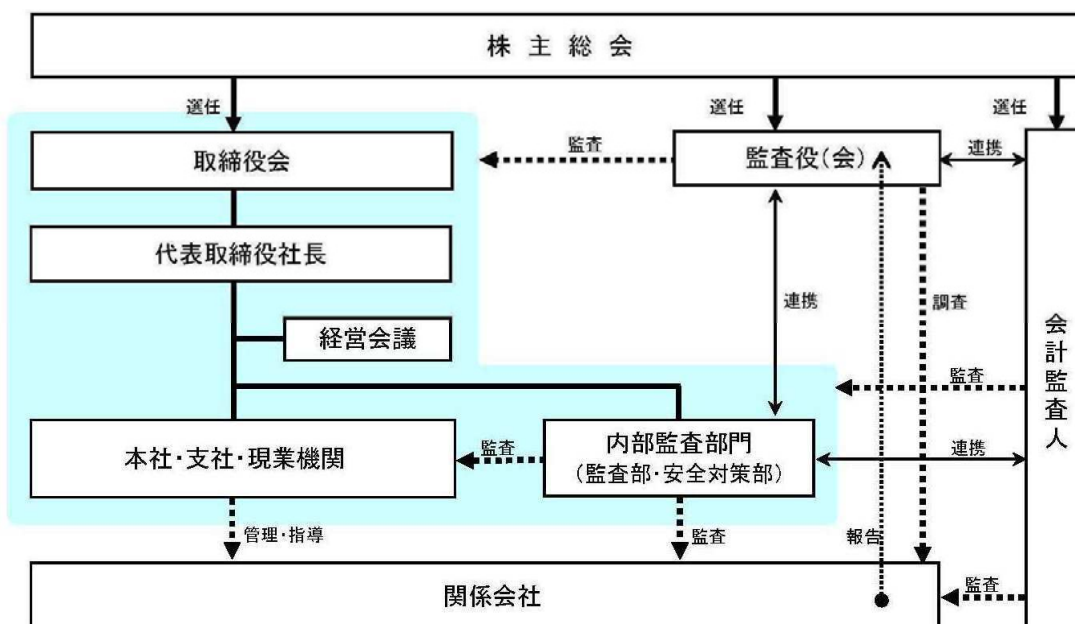 株主総会
選任
選任
選任
取締役会
監査
監査役(会)
連携
代表取締役社長
連携
調査
経営会議
会計監査人
監査
本社・支社・現業機関
監査
内部監査部門
(監査部・安全対策部)
連携
管理・指導
監査
報告
関係会社
監査